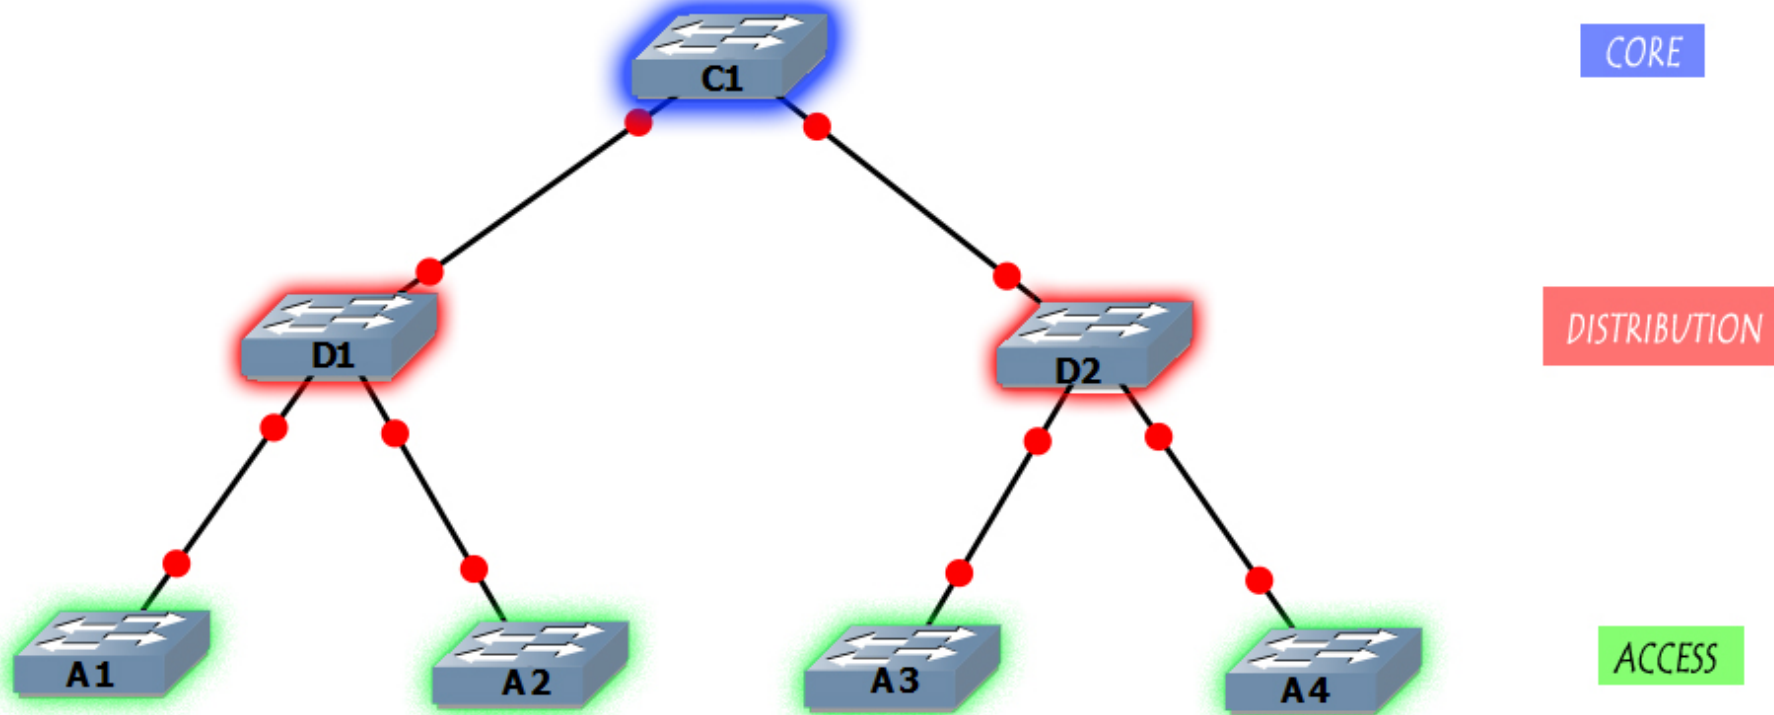 C1
CORE
D1
D2
DISTRIBUTION
A1
A2
A3
A4
ACCESS